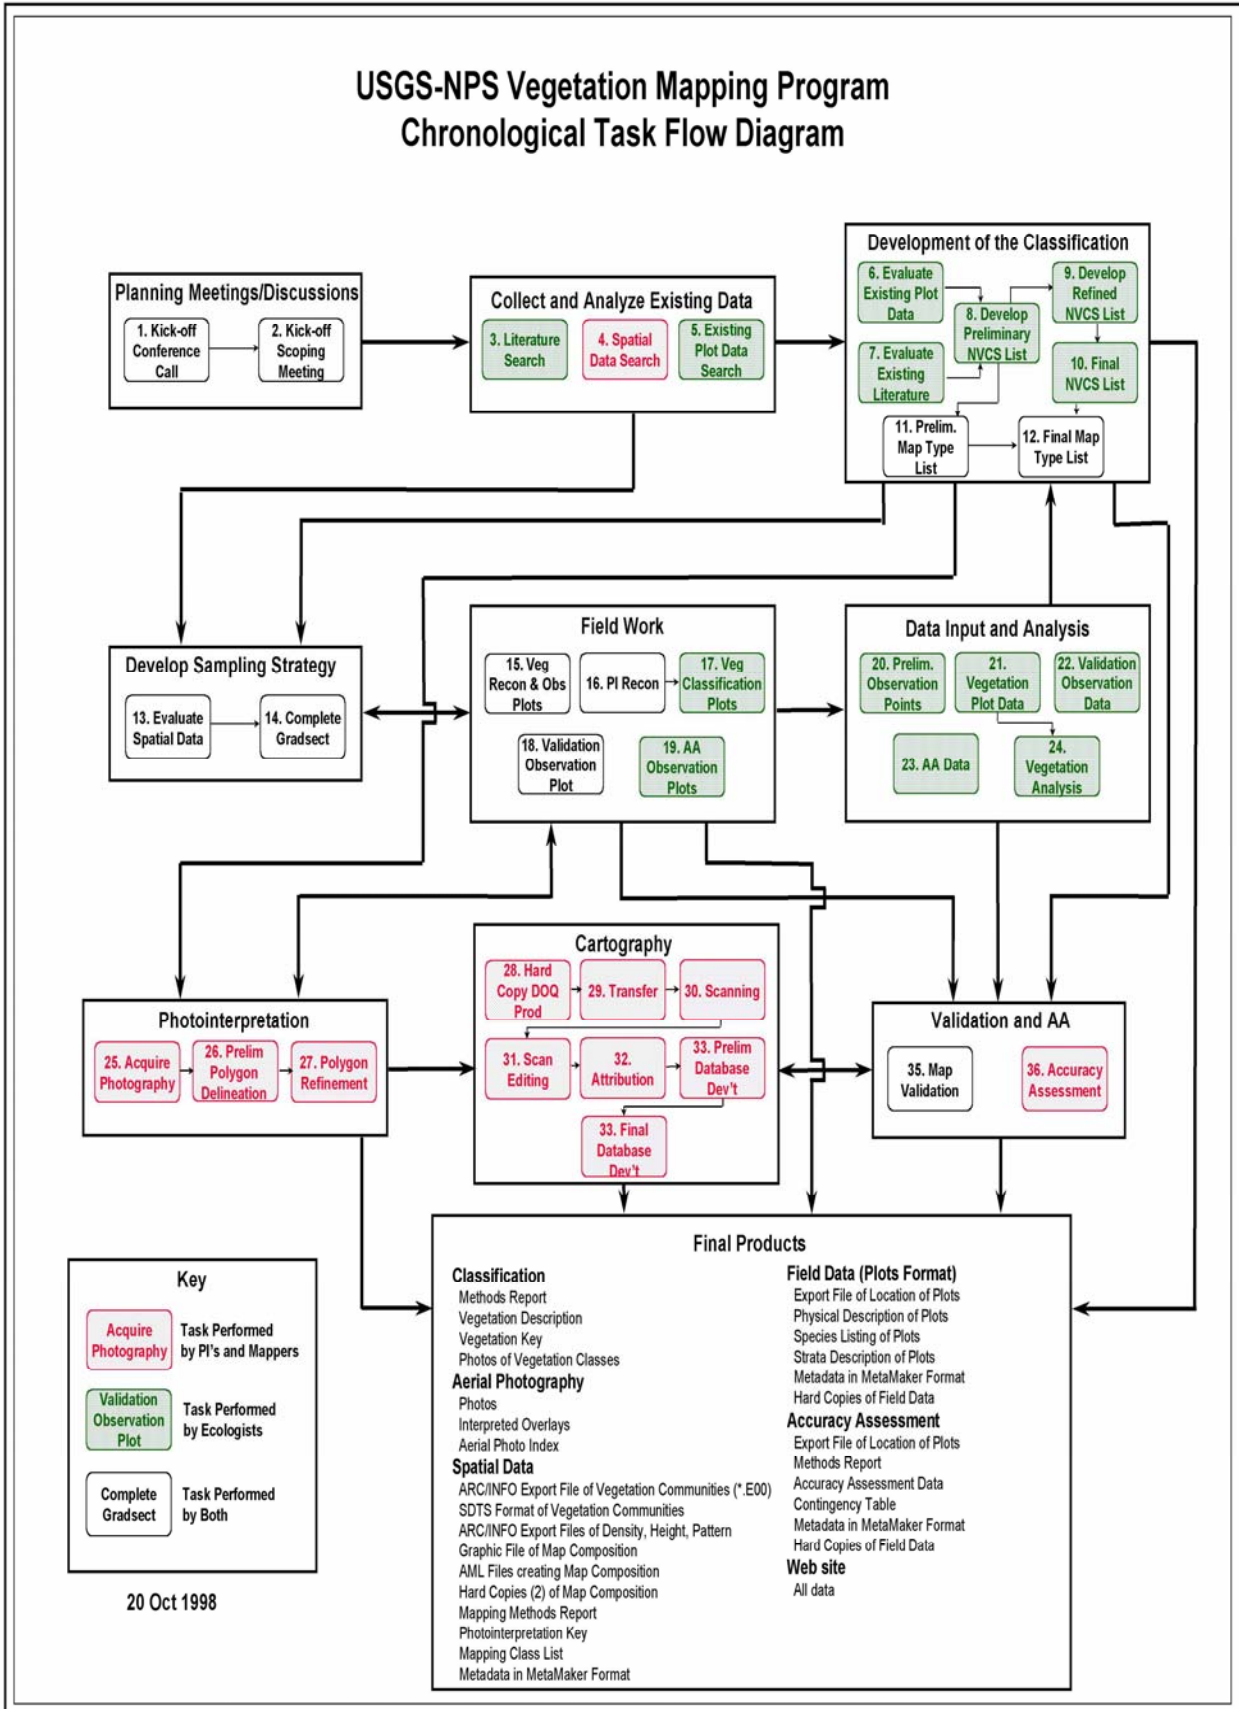 USGS-NPS Vegetation Mapping Program
Chronological Task Flow Diagram
Planning Meetings/Discussions
1. Kick-off
Conference
Call
2. Kick-off
Scoping
Meeting
Collect and Analyze Existing Data
3. Literature
Search
4. Spatial
Data Search
5. Existing
Plot Data
Search
Development of the Classification
6. Evaluate
Existing Plot
Data
7. Evaluate
Existing
Literature
8. Develop
Preliminary
NVCS List
9. Develop
Refined
NVCS List
10. Final
NVCS List
11. Prelim.
Map Type
List
12. Final Map
Type List
Develop Sampling Strategy
13. Evaluate
Spatial Data
14. Complete
Gradsect
Field Work
15. Veg
Recon & Obs
Plots
16. PI Recon
17. Veg
Classification
Plots
18. Validation
Observation
Plot
19. AA
Observation
Plots
Data Input and Analysis
20. Prelim.
Observation
Points
21.
Vegetation
Plot Data
22. Validation
Observation
Data
23. AA Data
24.
Vegetation
Analysis
Photointerpretation
25. Acquire
Photography
26. Prelim
Polygon
Delineation
27. Polygon
Refinement
Cartography
28. Hard
Copy DOQ
Prod
29. Transfer
30. Scanning
31. Scan
Editing
32.
Attribution
33. Prelim
Database
Dev't
33. Final
Database
Dev't
Validation and AA
35. Map
Validation
36. Accuracy
Assessment
Key
Acquire
Photography
Task Performed
by PI's and Mappers
Validation
Observation
Plot
Task Performed
by Ecologists
Complete
Gradsect
Task Performed
by Both
20 Oct 1998
Final Products
Classification
Methods Report
Vegetation Description
Vegetation Key
Photos of Vegetation Classes
Aerial Photography
Photos
Interpreted Overlays
Aerial Photo Index
Spatial Data
ARC/INFO Export File of Vegetation Communities (*.E00)
SDTS Format of Vegetation Communities
ARC/INFO Export Files of Density, Height, Pattern
Graphic File of Map Composition
AML Files creating Map Composition
Hard Copies (2) of Map Composition
Mapping Methods Report
Photointerpretation Key
Mapping Class List
Metadata in MetaMaker Format
Field Data (Plots Format)
Export File of Location of Plots
Physical Description of Plots
Species Listing of Plots
Strata Description of Plots
Metadata in MetaMaker Format
Hard Copies of Field Data
Accuracy Assessment
Export File of Location of Plots
Methods Report
Accuracy Assessment Data
Contingency Table
Metadata in MetaMaker Format
Hard Copies of Field Data
Web site
All data